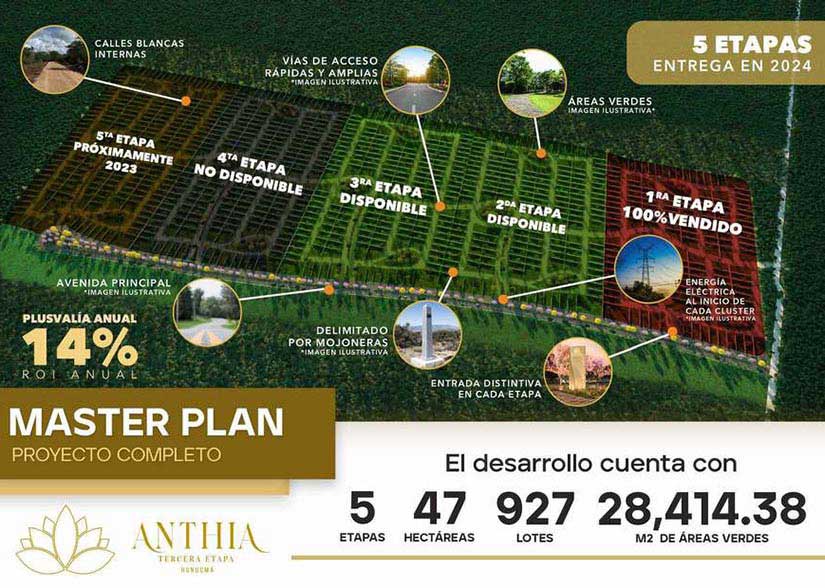 CALLES BLANCAS
INTERNAS
VÍAS DE ACCESO
RÁPIDAS Y AMPLIAS
*IMAGEN ILUSTRATIVA
5 ETAPAS
ENTREGA EN 2024
ÁREAS VERDES
IMAGEN ILUSTRATIVA*
5TA ETAPA
PRÓXIMAMENTE
2023
4TA ETAPA
NO DISPONIBLE
3RA ETAPA
DISPONIBLE
2DA ETAPA
DISPONIBLE
1RA ETAPA
100%VENDIDO
AVENIDA PRINCIPAL
*IMAGEN ILUSTRATIVA
ENERGÍA
ELÉCTRICA
AL INICIO DE
CADA CLUSTER
*IMAGEN ILUSTRATIVA
PLUSVALÍA ANUAL
14%
ROI ANUAL
DELIMITADO
POR MOJONERAS
*IMAGEN ILUSTRATIVA
ENTRADA DISTINTIVA
EN CADA ETAPA
MASTER PLAN
PROYECTO COMPLETO
El desarrollo cuenta con
5
ETAPAS
47
HECTÁREAS
927
LOTES
28,414.38
M2 DE ÁREAS VERDES
ANTHIA
TERCERA ETAPA
HUNUCMÁ